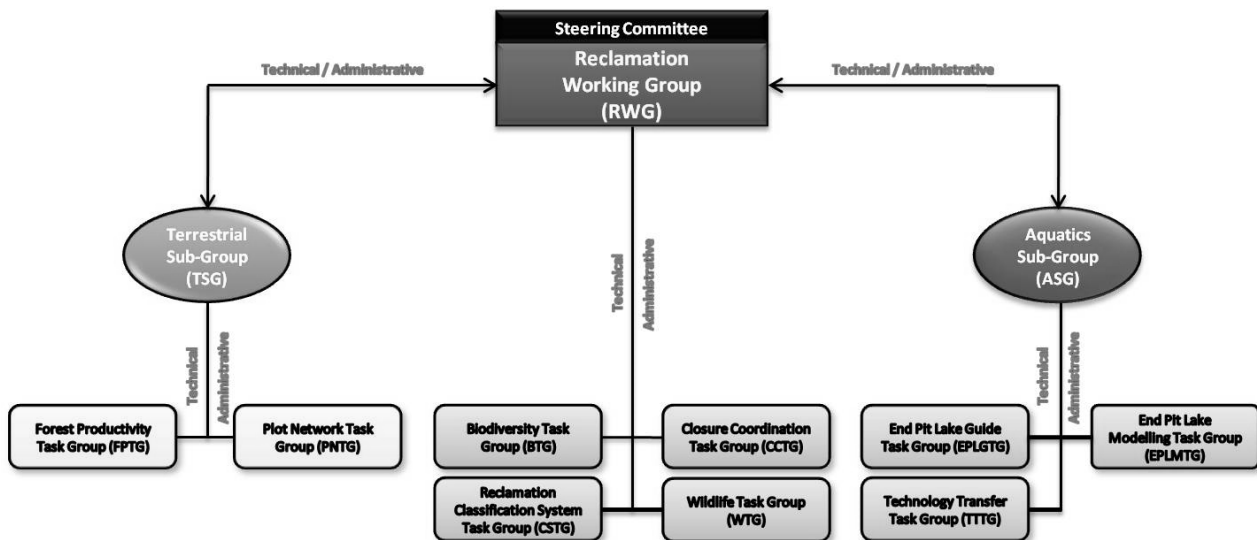 Steering Committee
Reclamation
Working Group
(RWG)
Technical / Administrative
Technical / Administrative
Terrestrial
Sub-Group
(TSG)
Aquatics
Sub-Group
(ASG)
Technical
Administrative
Technical
Administrative
Technical
Administrative
Forest Productivity
Task Group (FPTG)
Plot Network Task
Group (PNTG)
Biodiversity Task
Group (BTG)
Closure Coordination
Task Group (CCTG)
End Pit Lake Guide
Task Group (EPLGTG)
End Pit Lake
Modelling Task Group
(EPLMTG)
Reclamation
Classification System
Task Group (CSTG)
Wildlife Task Group
(WTG)
Technology Transfer
Task Group (TTTG)